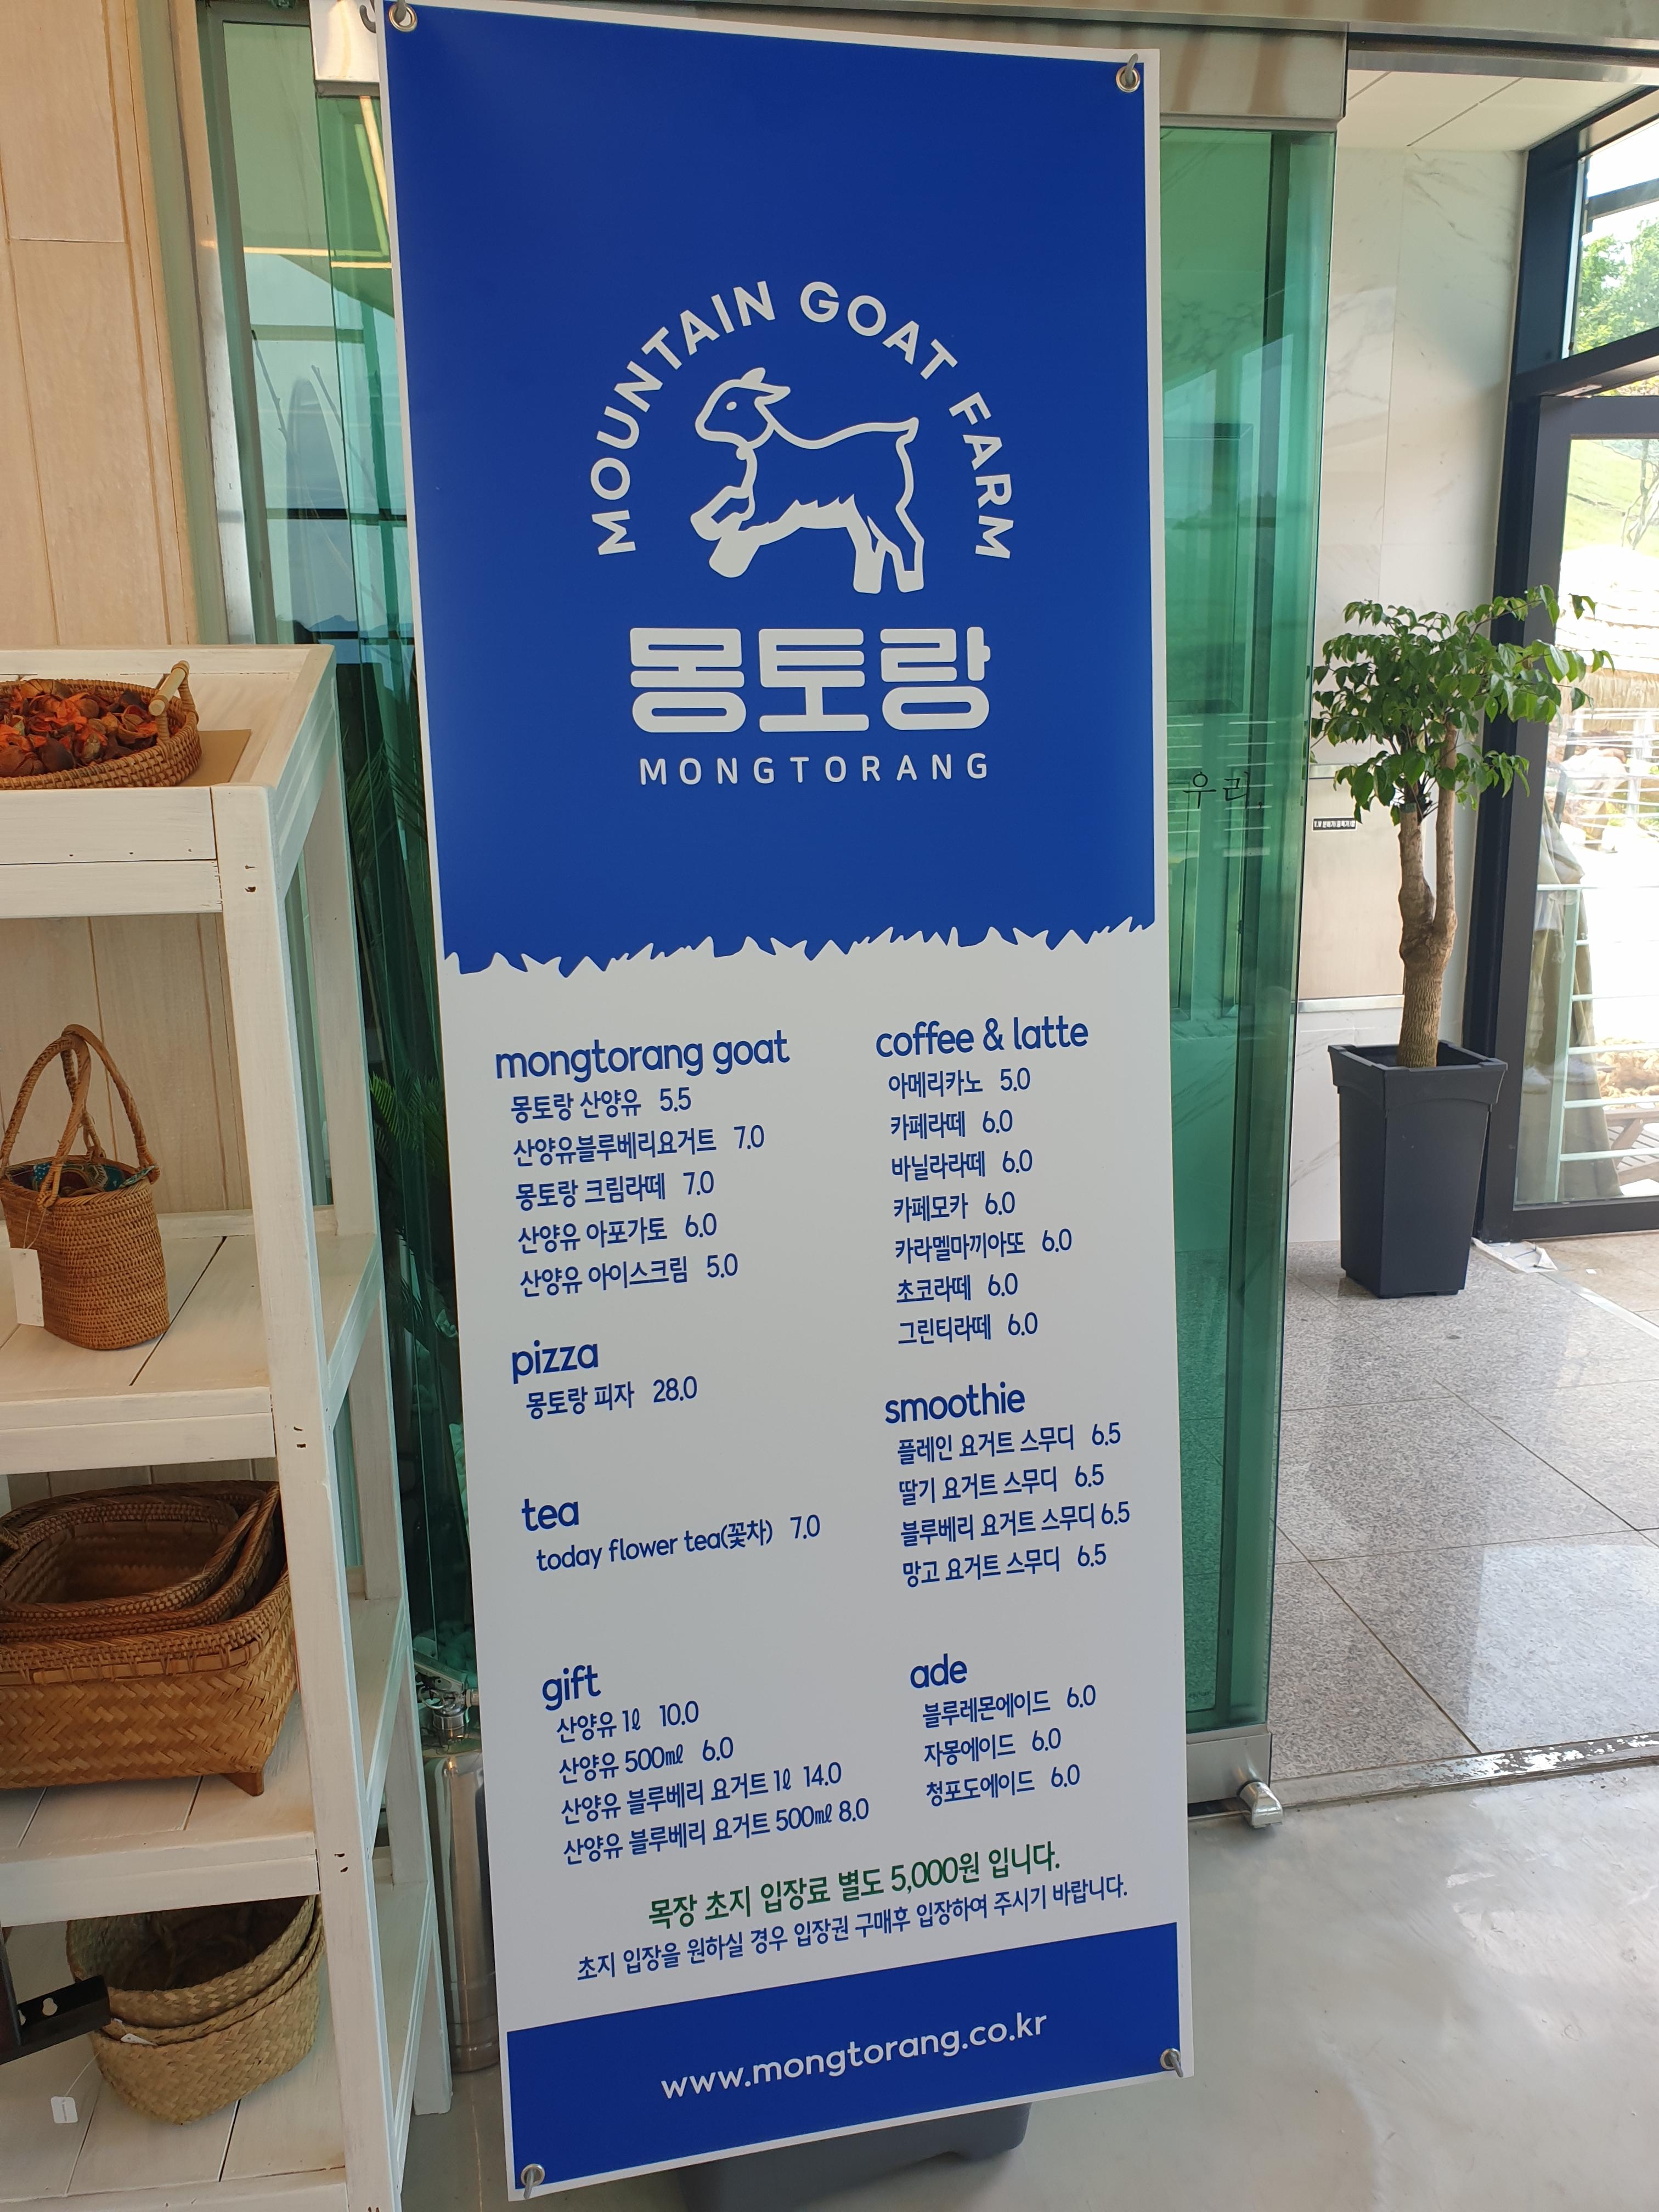 MOUNTAIN GOAT FARM
몽토랑
MONGTORANG
mongtorang goat
몽토랑 산양유 5.5
산양유블루베리요거트 7.0
몽토랑 크림라떼 7.0
산양유 아포가토 6.0
산양유 아이스크림 5.0
pizza
몽토랑 피자 28.0
tea
today flower tea(꽃차) 7.0
gift
산양유 1ℓ 10.0
산양유 500㎖ 6.0
산양유 블루베리 요거트 1ℓ 14.0
산양유 블루베리 요거트 500㎖ 8.0
coffee & latte
아메리카노 5.0
카페라떼 6.0
바닐라라떼 6.0
카페모카 6.0
카라멜마끼아또 6.0
초코라떼 6.0
그린티라떼 6.0
smoothie
플레인 요거트 스무디 6.5
딸기 요거트 스무디 6.5
블루베리 요거트 스무디 6.5
망고 요거트 스무디 6.5
ade
블루레몬에이드 6.0
자몽에이드 6.0
청포도에이드 6.0
목장 초지 입장료 별도 5,000원 입니다.
초지 입장을 원하실 경우 입장권 구매후 입장하여 주시기 바랍니다.
www.mongtorang.co.kr
우리,